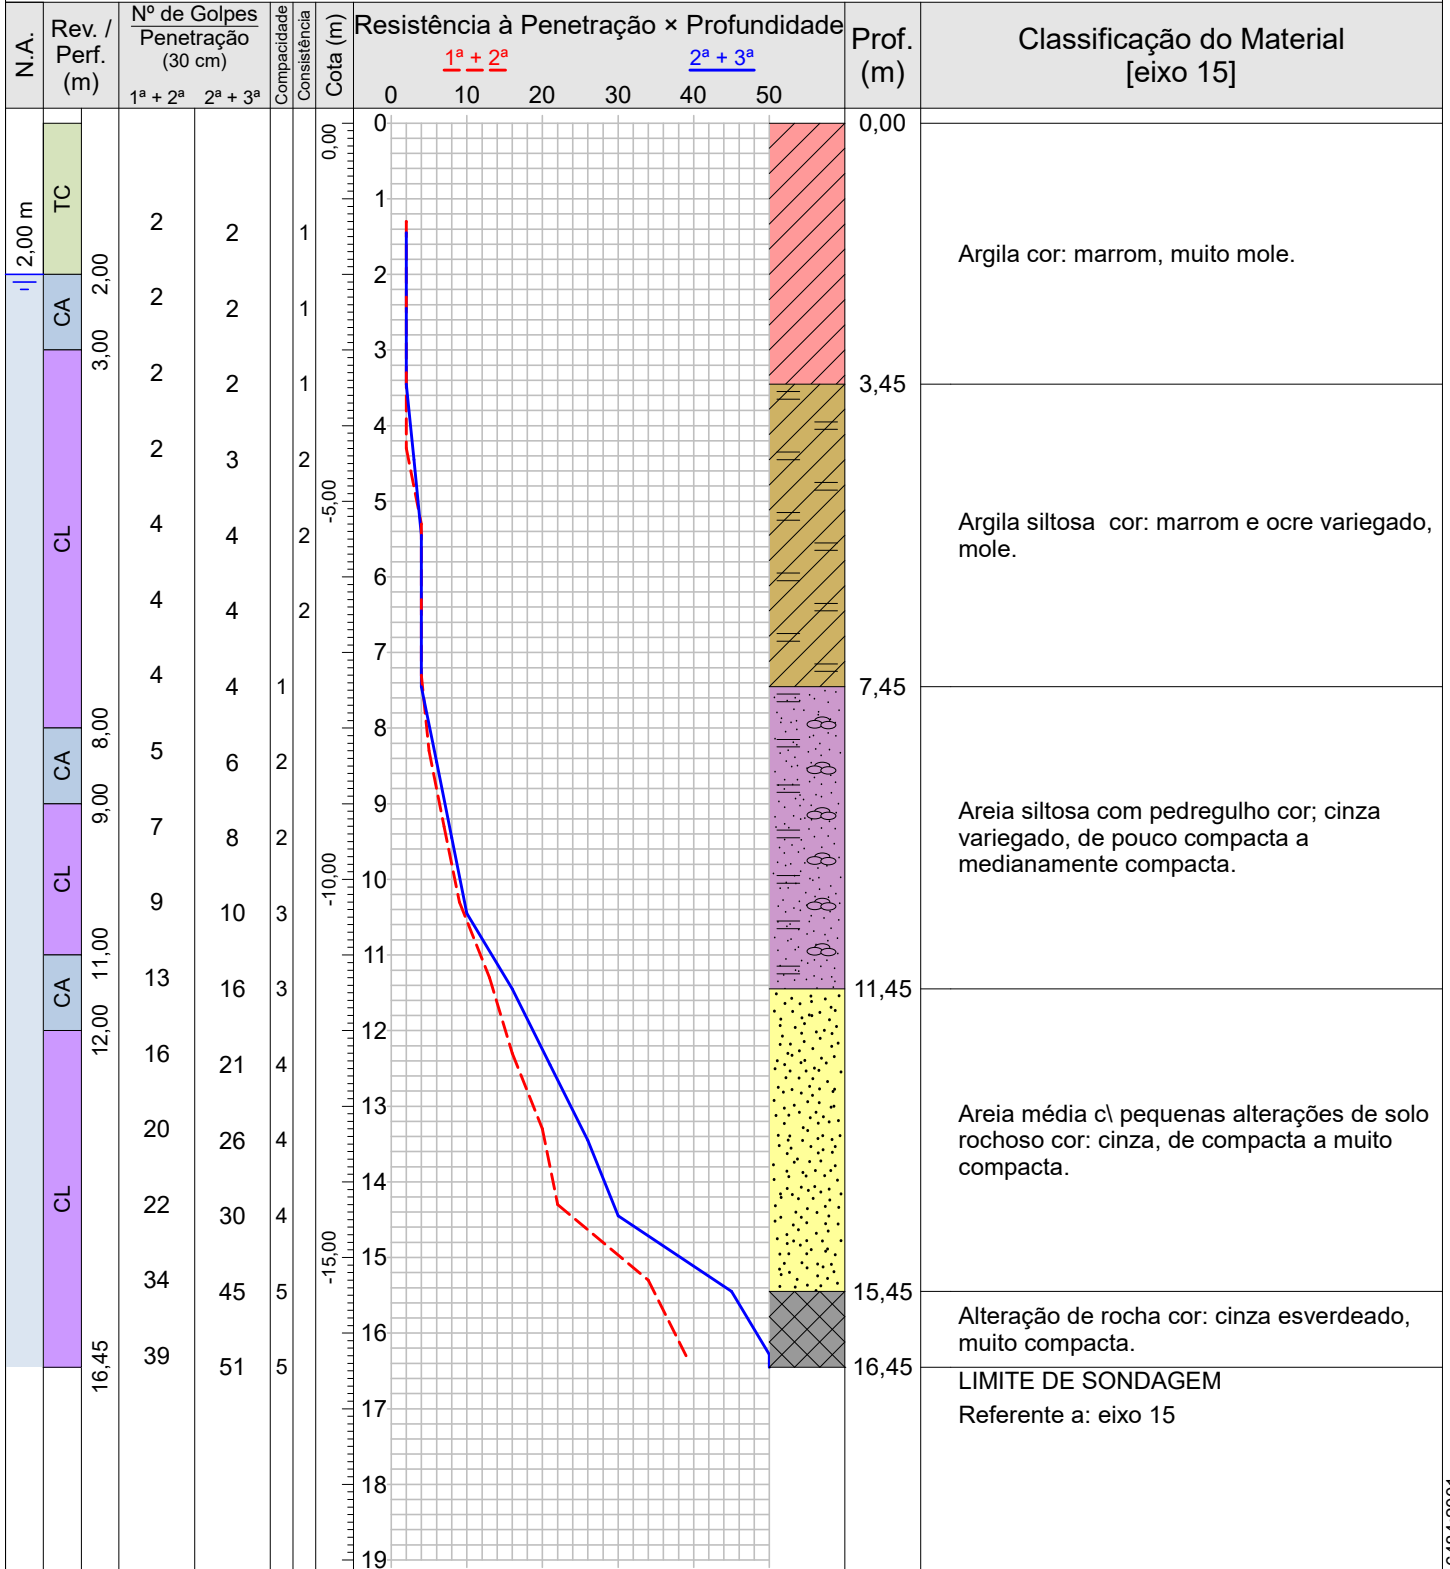 N.A.
Rev. /
Perf.
(m)
Nº de Golpes
Penetração
(30 cm)
1ª + 2ª 2ª + 3ª
Compacidade
Consistência
Cota (m)
Resistência à Penetração × Profundidade
1ª + 2ª 2ª + 3ª
0 10 20 30 40 50
Prof.
(m)
Classificação do Material
[eixo 15]
2,00 m
TC
2,00
CA
3,00
CL
8,00
CA
9,00
CL
11,00
CA
12,00
CL
16,45
2 2 1
2 2 1
2 2 1
2 3 2
4 4 2
4 4 2
4 4 1
5 6 2
7 8 2
9 10 3
13 16 3
16 21 4
20 26 4
22 30 4
34 45 5
39 51 5
0,00
-5,00
-10,00
-15,00
0
1
2
3
4
5
6
7
8
9
10
11
12
13
14
15
16
17
18
19
0,00
Argila cor: marrom, muito mole.
3,45
Argila siltosa cor: marrom e ocre variegado,
mole.
7,45
Areia siltosa com pedregulho cor; cinza
variegado, de pouco compacta a
medianamente compacta.
11,45
Areia média c\ pequenas alterações de solo
rochoso cor: cinza, de compacta a muito
compacta.
15,45
Alteração de rocha cor: cinza esverdeado,
muito compacta.
16,45
LIMITE DE SONDAGEM
Referente a: eixo 15